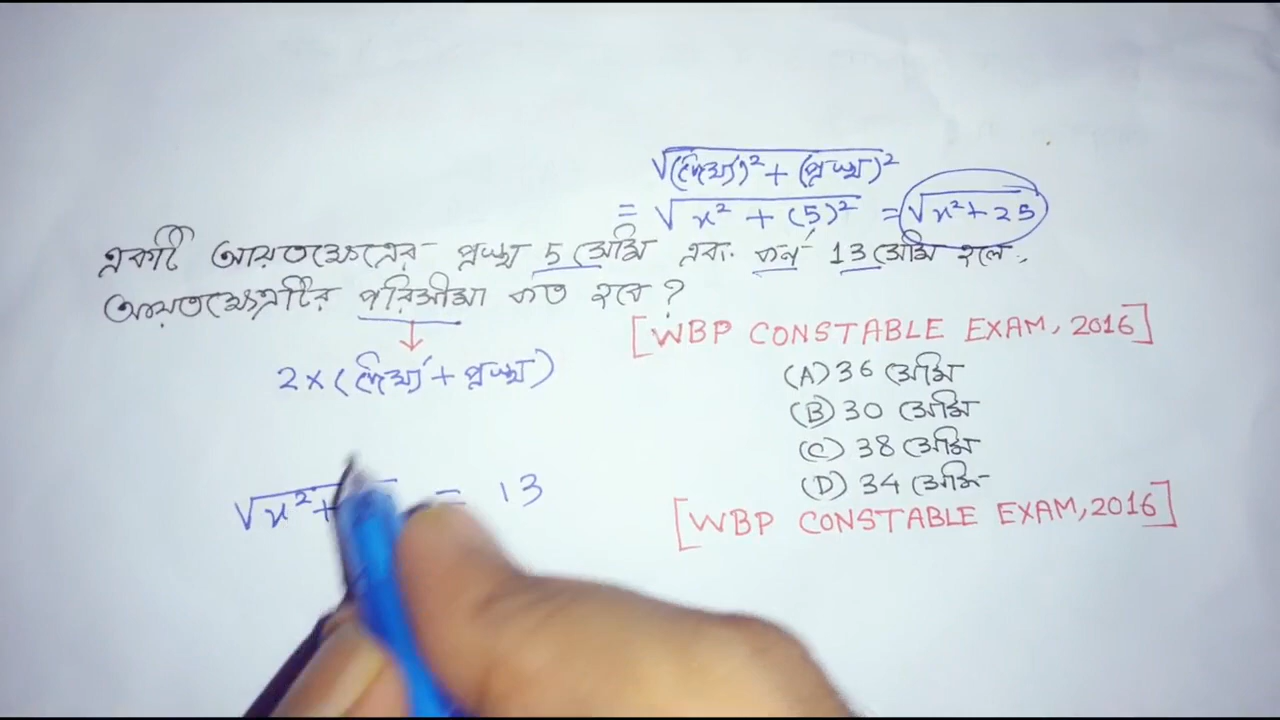 √(দৈর্ঘ্য)² + (প্রস্থ)²
= √x² + (5)² = √x² + 25
একটি আয়তক্ষেত্রের প্রস্থ 5 সেমি এবং কর্ণ 13 সেমি হলে,
আয়তক্ষেত্রটির পরিসীমা কত হবে ?
[WBP CONSTABLE EXAM, 2016]
2 × (দৈর্ঘ্য + প্রস্থ)
(A) 36 সেমি
(B) 30 সেমি
(C) 38 সেমি
(D) 34 সেমি
√x² + = 13
[WBP CONSTABLE EXAM, 2016]